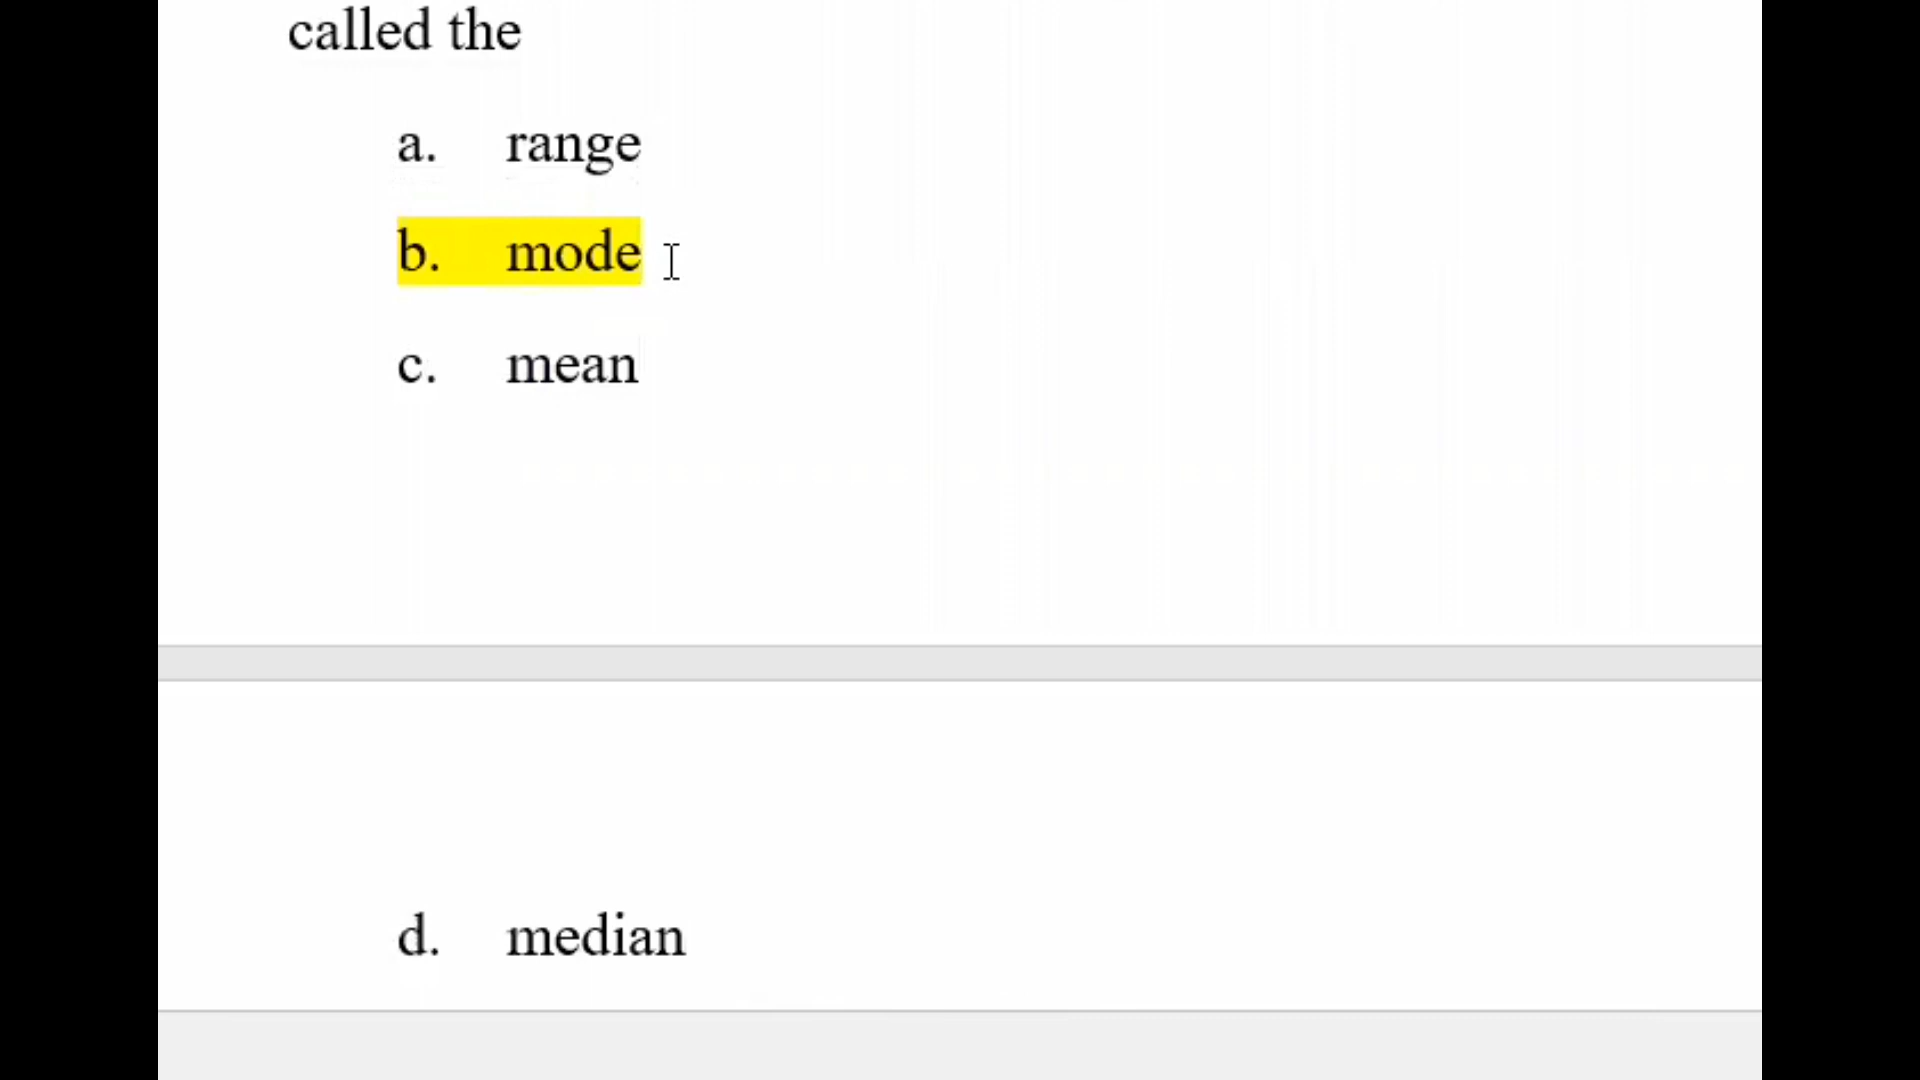 called the
a. range
b. mode
c. mean
d. median